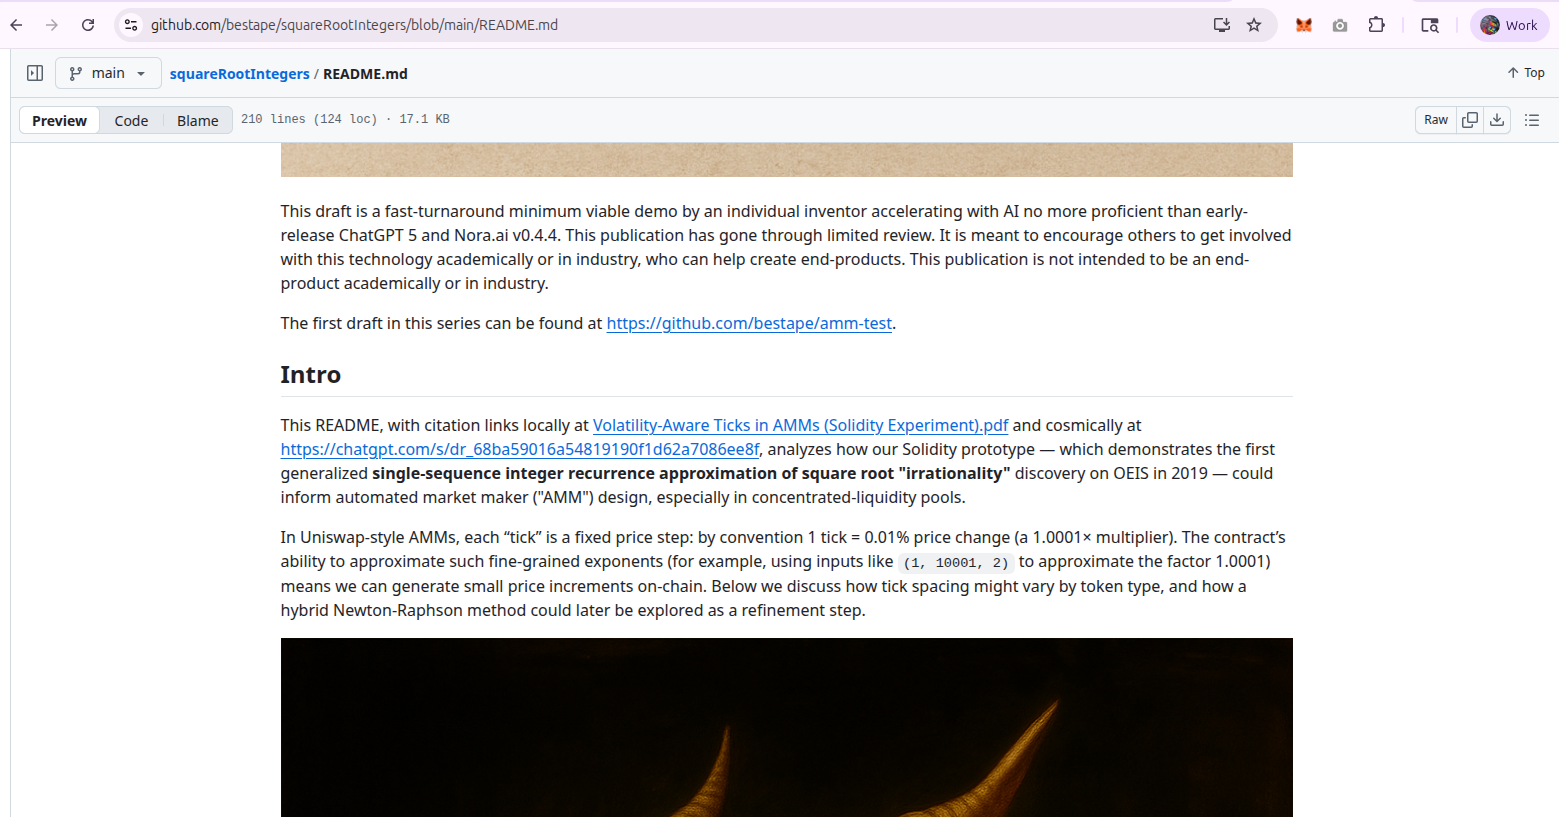 github.com/bestape/squareRootIntegers/blob/main/README.md
Work
main
squareRootIntegers / README.md
Top
Preview
Code
Blame
210 lines (124 loc) · 17.1 KB
Raw
This draft is a fast-turnaround minimum viable demo by an individual inventor accelerating with AI no more proficient than early-
release ChatGPT 5 and Nora.ai v0.4.4. This publication has gone through limited review. It is meant to encourage others to get involved
with this technology academically or in industry, who can help create end-products. This publication is not intended to be an end-
product academically or in industry.
The first draft in this series can be found at https://github.com/bestape/amm-test.
Intro
This README, with citation links locally at Volatility-Aware Ticks in AMMs (Solidity Experiment).pdf and cosmically at
https://chatgpt.com/s/dr_68ba59016a54819190f1d62a7086ee8f, analyzes how our Solidity prototype — which demonstrates the first
generalized single-sequence integer recurrence approximation of square root "irrationality" discovery on OEIS in 2019 — could
inform automated market maker ("AMM") design, especially in concentrated-liquidity pools.
In Uniswap-style AMMs, each “tick” is a fixed price step: by convention 1 tick = 0.01% price change (a 1.0001× multiplier). The contract’s
ability to approximate such fine-grained exponents (for example, using inputs like (1, 10001, 2) to approximate the factor 1.0001)
means we can generate small price increments on-chain. Below we discuss how tick spacing might vary by token type, and how a
hybrid Newton-Raphson method could later be explored as a refinement step.